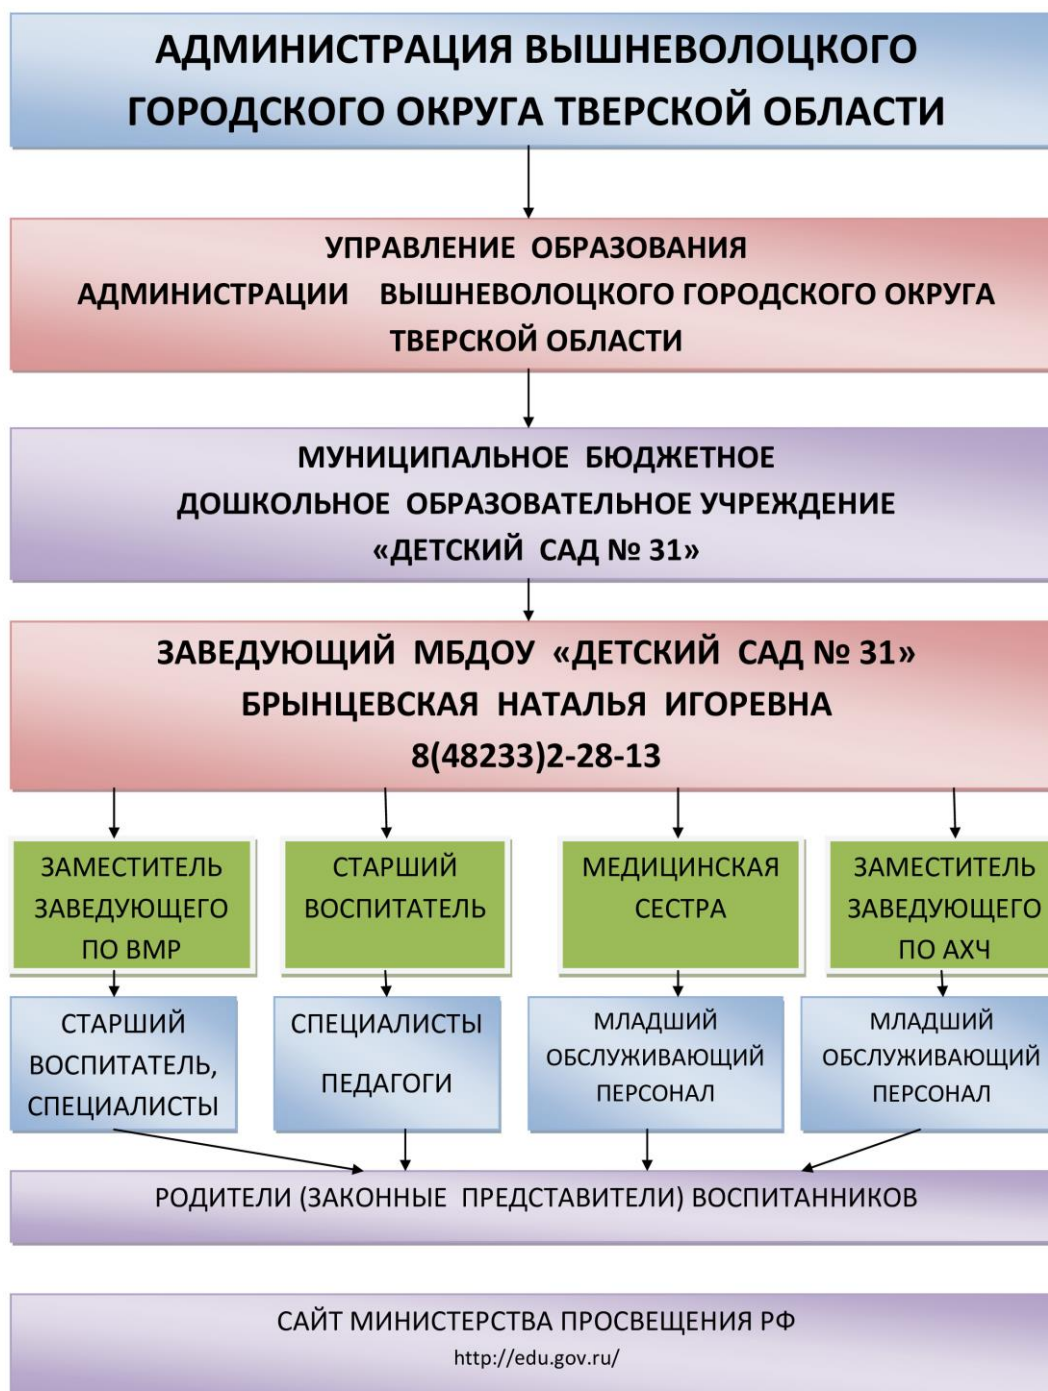 АДМИНИСТРАЦИЯ ВЫШНЕВОЛОЦКОГО
ГОРОДСКОГО ОКРУГА ТВЕРСКОЙ ОБЛАСТИ
УПРАВЛЕНИЕ ОБРАЗОВАНИЯ
АДМИНИСТРАЦИИ ВЫШНЕВОЛОЦКОГО ГОРОДСКОГО ОКРУГА
ТВЕРСКОЙ ОБЛАСТИ
МУНИЦИПАЛЬНОЕ БЮДЖЕТНОЕ
ДОШКОЛЬНОЕ ОБРАЗОВАТЕЛЬНОЕ УЧРЕЖДЕНИЕ
«ДЕТСКИЙ САД № 31»
ЗАВЕДУЮЩИЙ МБДОУ «ДЕТСКИЙ САД № 31»
БРЫНЦЕВСКАЯ НАТАЛЬЯ ИГОРЕВНА
8(48233)2-28-13
ЗАМЕСТИТЕЛЬ
ЗАВЕДУЮЩЕГО
ПО ВМР
СТАРШИЙ
ВОСПИТАТЕЛЬ
МЕДИЦИНСКАЯ
СЕСТРА
ЗАМЕСТИТЕЛЬ
ЗАВЕДУЮЩЕГО
ПО АХЧ
СТАРШИЙ
ВОСПИТАТЕЛЬ,
СПЕЦИАЛИСТЫ
СПЕЦИАЛИСТЫ
ПЕДАГОГИ
МЛАДШИЙ
ОБСЛУЖИВАЮЩИЙ
ПЕРСОНАЛ
МЛАДШИЙ
ОБСЛУЖИВАЮЩИЙ
ПЕРСОНАЛ
РОДИТЕЛИ (ЗАКОННЫЕ ПРЕДСТАВИТЕЛИ) ВОСПИТАННИКОВ
САЙТ МИНИСТЕРСТВА ПРОСВЕЩЕНИЯ РФ
http://edu.gov.ru/